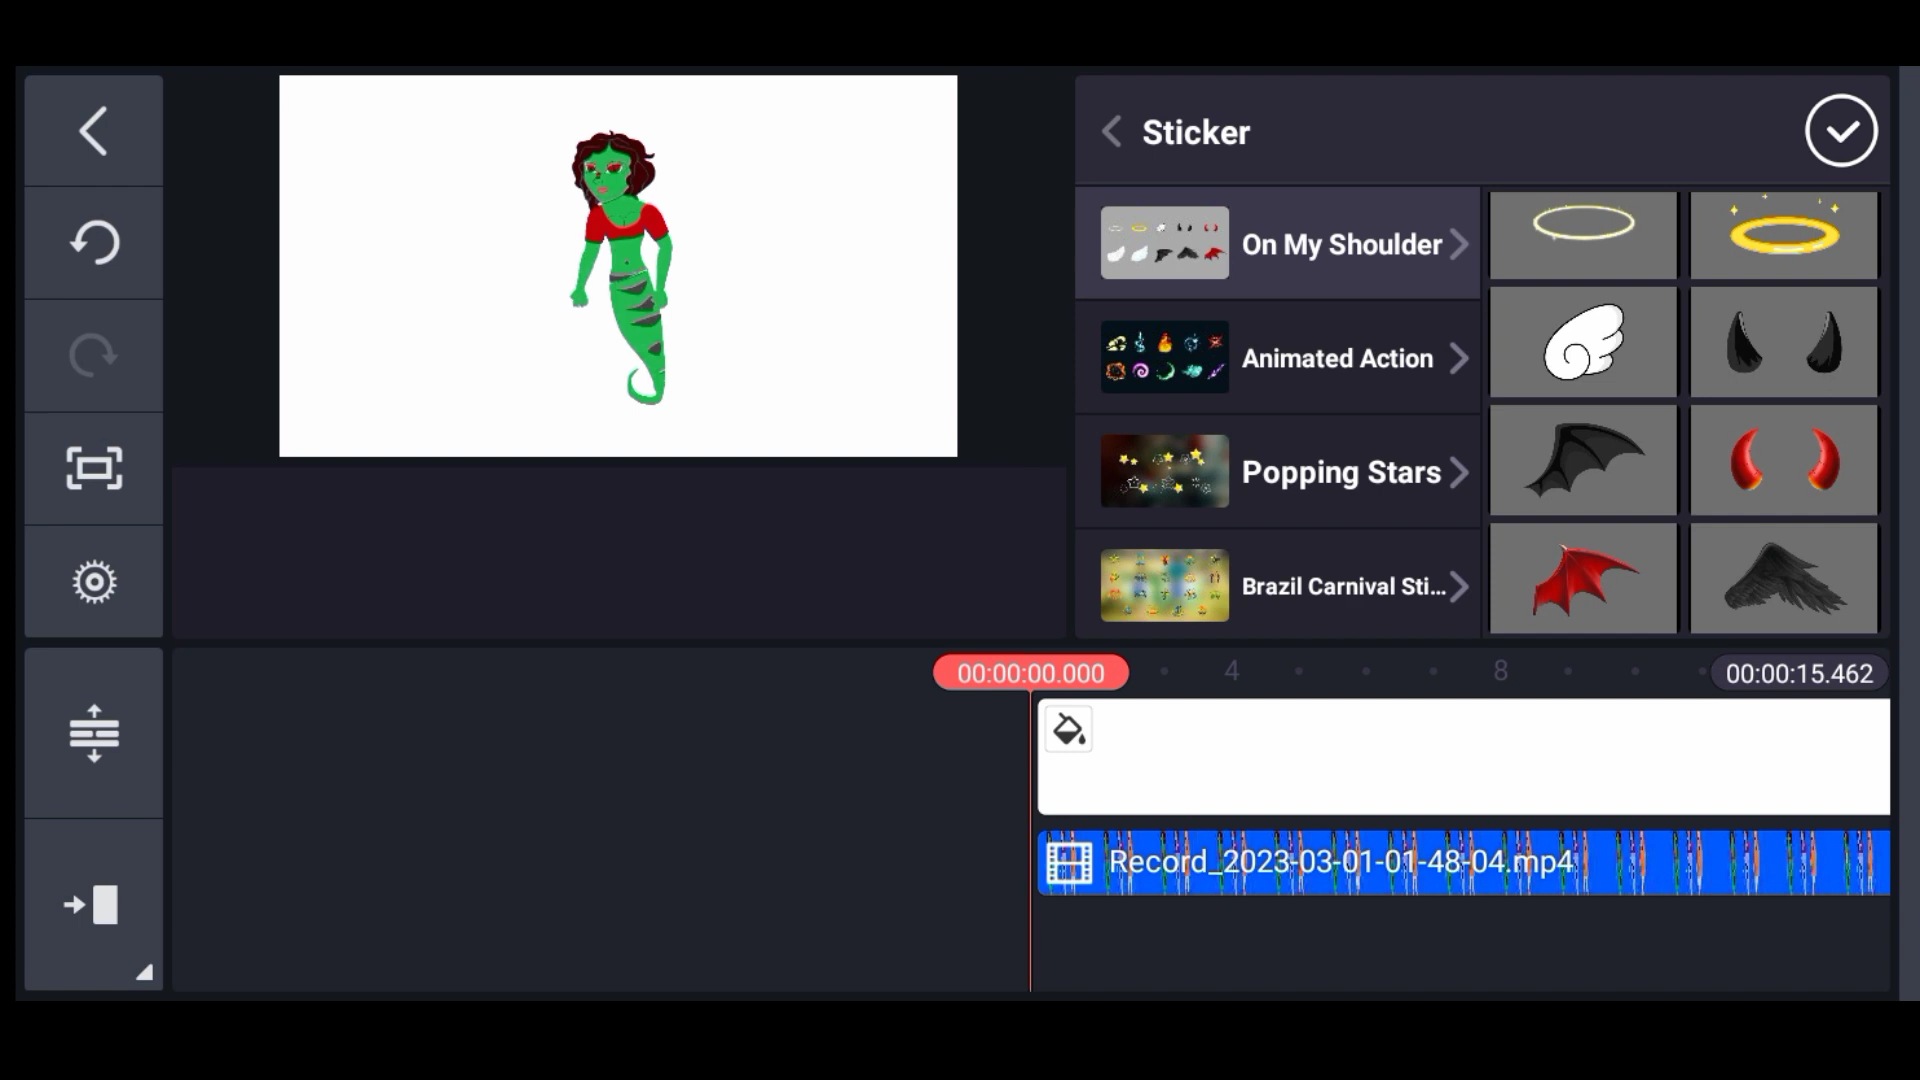 Sticker
On My Shoulder
Animated Action
Popping Stars
Brazil Carnival Sti...
00:00:00.000
4
8
00:00:15.462
Record_2023-03-01-01-48-04.mp4